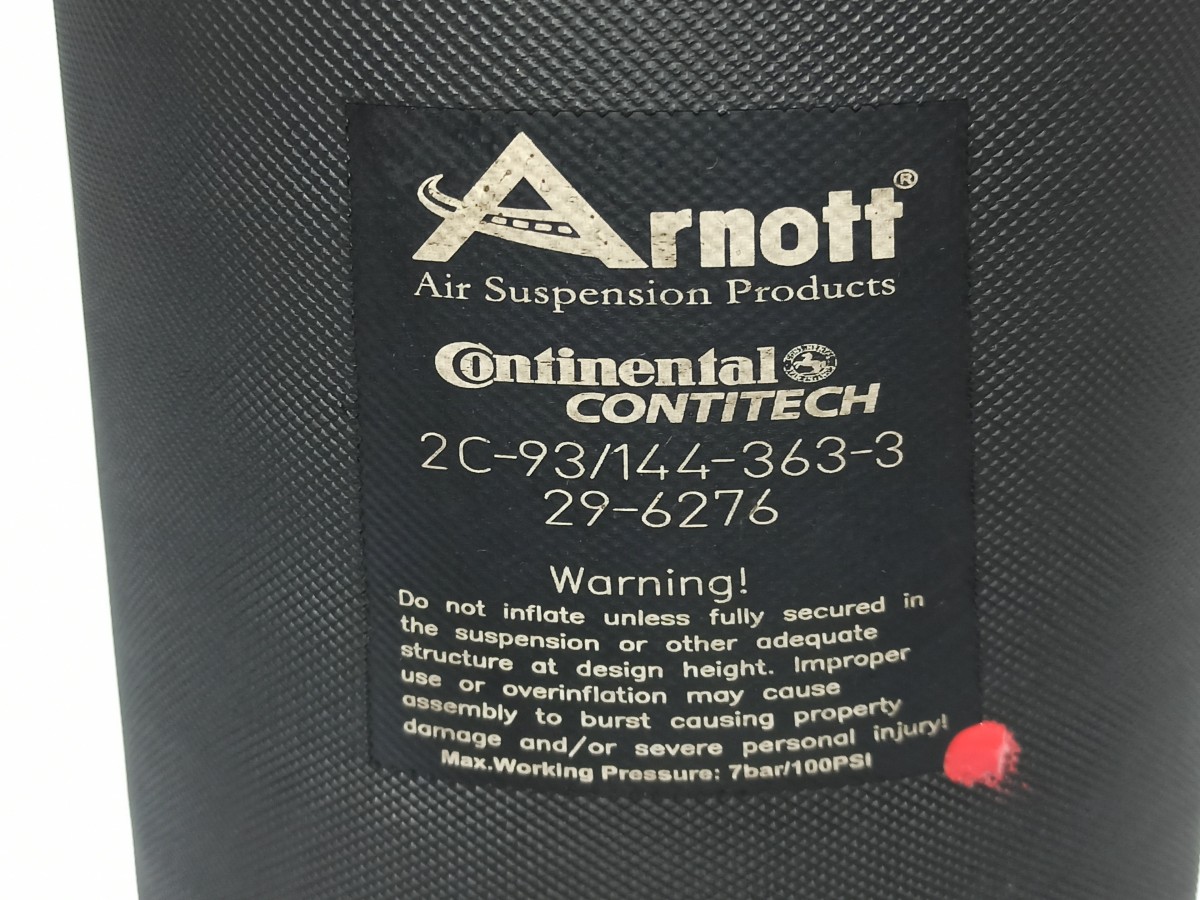 Arnott®
Air Suspension Products
Continental
CONTITECH
2C-93/144-363-3
29-6276
Warning!
Do not inflate unless fully secured in
the suspension or other adequate
structure at design height. Improper
use or overinflation may cause
assembly to burst causing property
damage and/or severe personal injury!
Max.Working Pressure: 7bar/100PSI